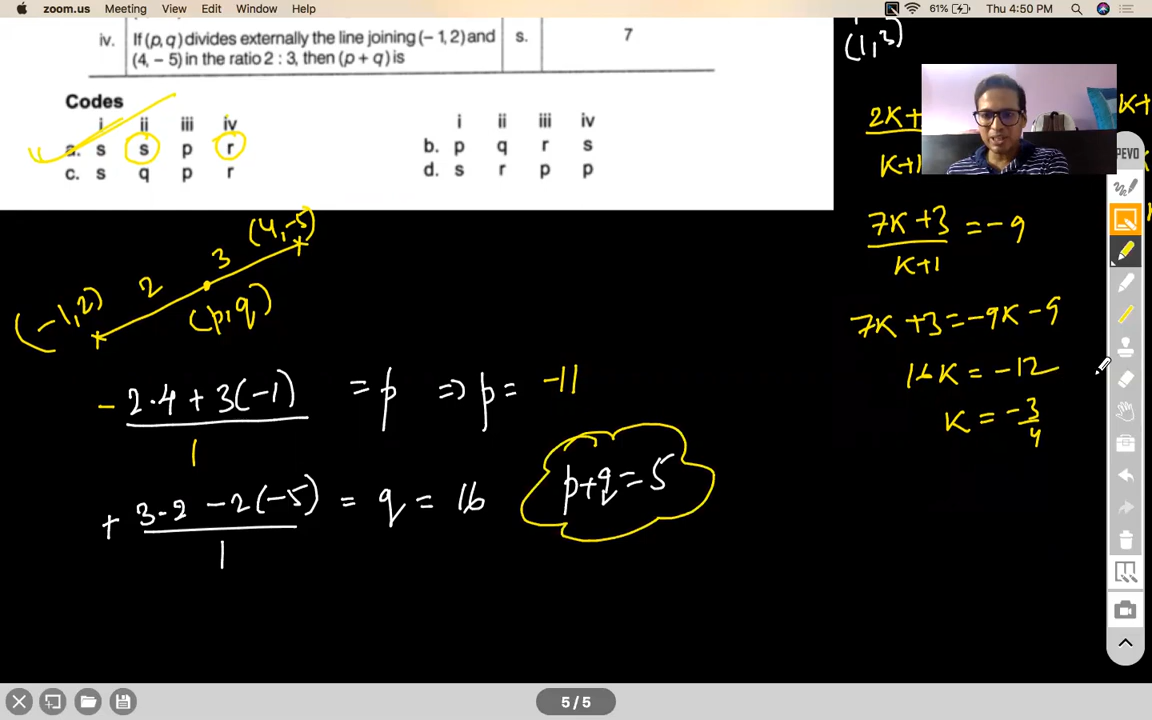 zoom.us Meeting View Edit Window Help 61% Thu 4:50 PM
iv. If (p, q) divides externally the line joining (– 1, 2) and s. 7
(4, – 5) in the ratio 2 : 3, then (p + q) is
Codes
i ii iii iv
a. s s p r
c. s q p r
i ii iii iv
b. p q r s
d. s r p p
(-1,2) 2 (p,q) 3 (4,-5)
- 2·4 + 3(-1) = p => p = -11
1
+ 3·2 - 2(-5) = q = 16
1
p+q=5
(1,3)
2K+
K+1
K+
7K+3 = -9
K+1
7K+3=-9K-9
16K = -12
K = -3
4
PEVO
5/5